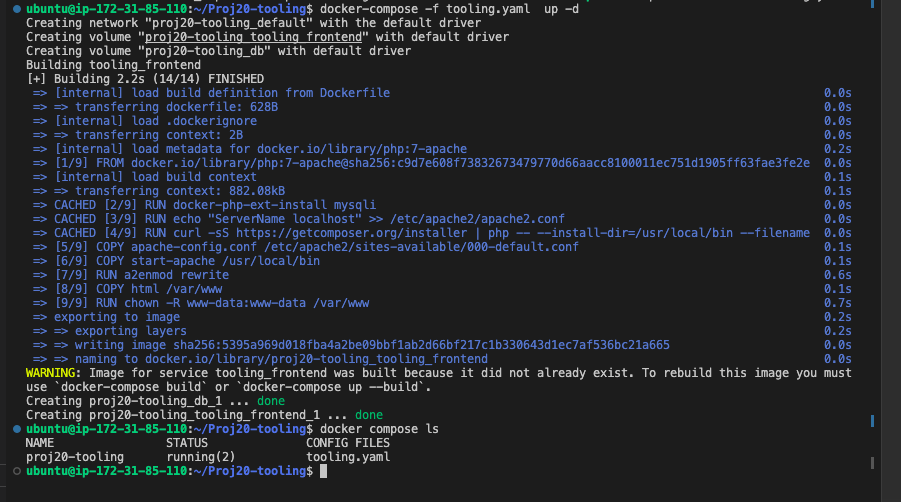 ubuntu@ip-172-31-85-110:~/Proj20-tooling$ docker-compose -f tooling.yaml  up -d
Creating network "proj20-tooling_default" with the default driver
Creating volume "proj20-tooling_tooling_frontend" with default driver
Creating volume "proj20-tooling_db" with default driver
Building tooling_frontend
[+] Building 2.2s (14/14) FINISHED
=> [internal] load build definition from Dockerfile 0.0s
=> => transferring dockerfile: 628B 0.0s
=> [internal] load .dockerignore 0.0s
=> => transferring context: 2B 0.0s
=> [internal] load metadata for docker.io/library/php:7-apache 0.2s
=> [1/9] FROM docker.io/library/php:7-apache@sha256:c9d7e608f73832673479770d66aacc8100011ec751d1905ff63fae3fe2e 0.0s
=> [internal] load build context 0.1s
=> => transferring context: 882.08kB 0.1s
=> CACHED [2/9] RUN docker-php-ext-install mysqli 0.0s
=> CACHED [3/9] RUN echo "ServerName localhost" >> /etc/apache2/apache2.conf 0.0s
=> CACHED [4/9] RUN curl -sS https://getcomposer.org/installer | php -- --install-dir=/usr/local/bin --filename 0.0s
=> [5/9] COPY apache-config.conf /etc/apache2/sites-available/000-default.conf 0.1s
=> [6/9] COPY start-apache /usr/local/bin 0.1s
=> [7/9] RUN a2enmod rewrite 0.6s
=> [8/9] COPY html /var/www 0.1s
=> [9/9] RUN chown -R www-data:www-data /var/www 0.7s
=> exporting to image 0.2s
=> => exporting layers 0.2s
=> => writing image sha256:5395a969d018fba4a2be09bbf1ab2d66bf217c1b330643d1ec7af536bc21a665 0.0s
=> => naming to docker.io/library/proj20-tooling_tooling_frontend 0.0s
WARNING: Image for service tooling_frontend was built because it did not already exist. To rebuild this image you must
use `docker-compose build` or `docker-compose up --build`.
Creating proj20-tooling_db_1 ... done
Creating proj20-tooling_tooling_frontend_1 ... done
ubuntu@ip-172-31-85-110:~/Proj20-tooling$ docker compose ls
NAME STATUS CONFIG FILES
proj20-tooling running(2) tooling.yaml
ubuntu@ip-172-31-85-110:~/Proj20-tooling$